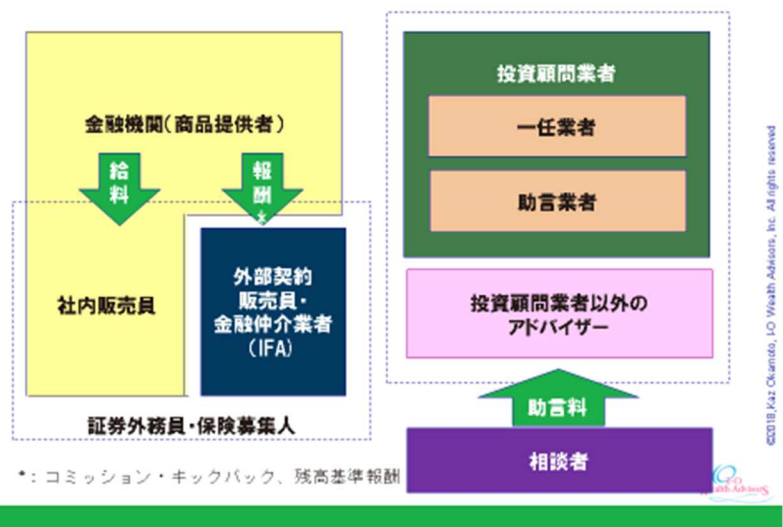 金融機関(商品提供者)
給
料
報
酬
*
社内販売員
外部契約
販売員・
金融仲介業者
(IFA)
証券外務員・保険募集人
*：コミッション・キックバック、残高基準報酬
投資顧問業者
一任業者
助言業者
投資顧問業者以外の
アドバイザー
助言料
相談者
©2018,Kaz Okamoto, I-O Wealth Advisors, Inc. All rights reserved
I-O
Wealth Advisors